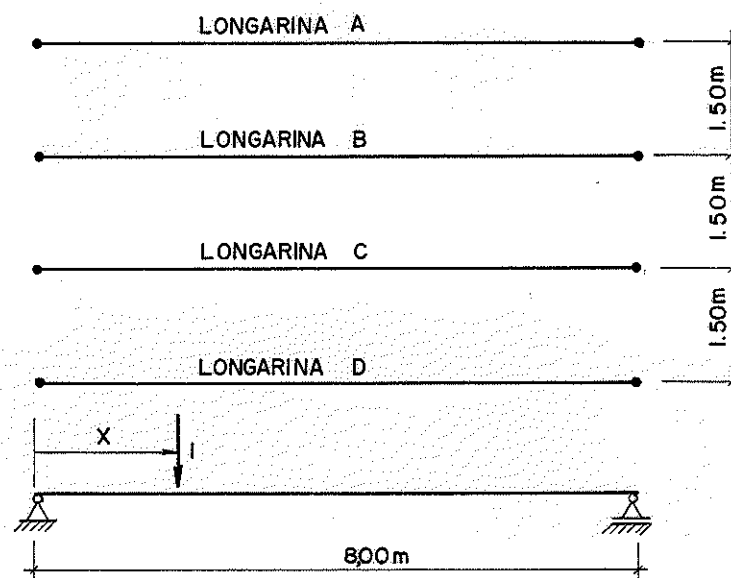 LONGARINA A
1.50m
LONGARINA B
1.50m
LONGARINA C
1.50m
LONGARINA D
X
1
8,00m